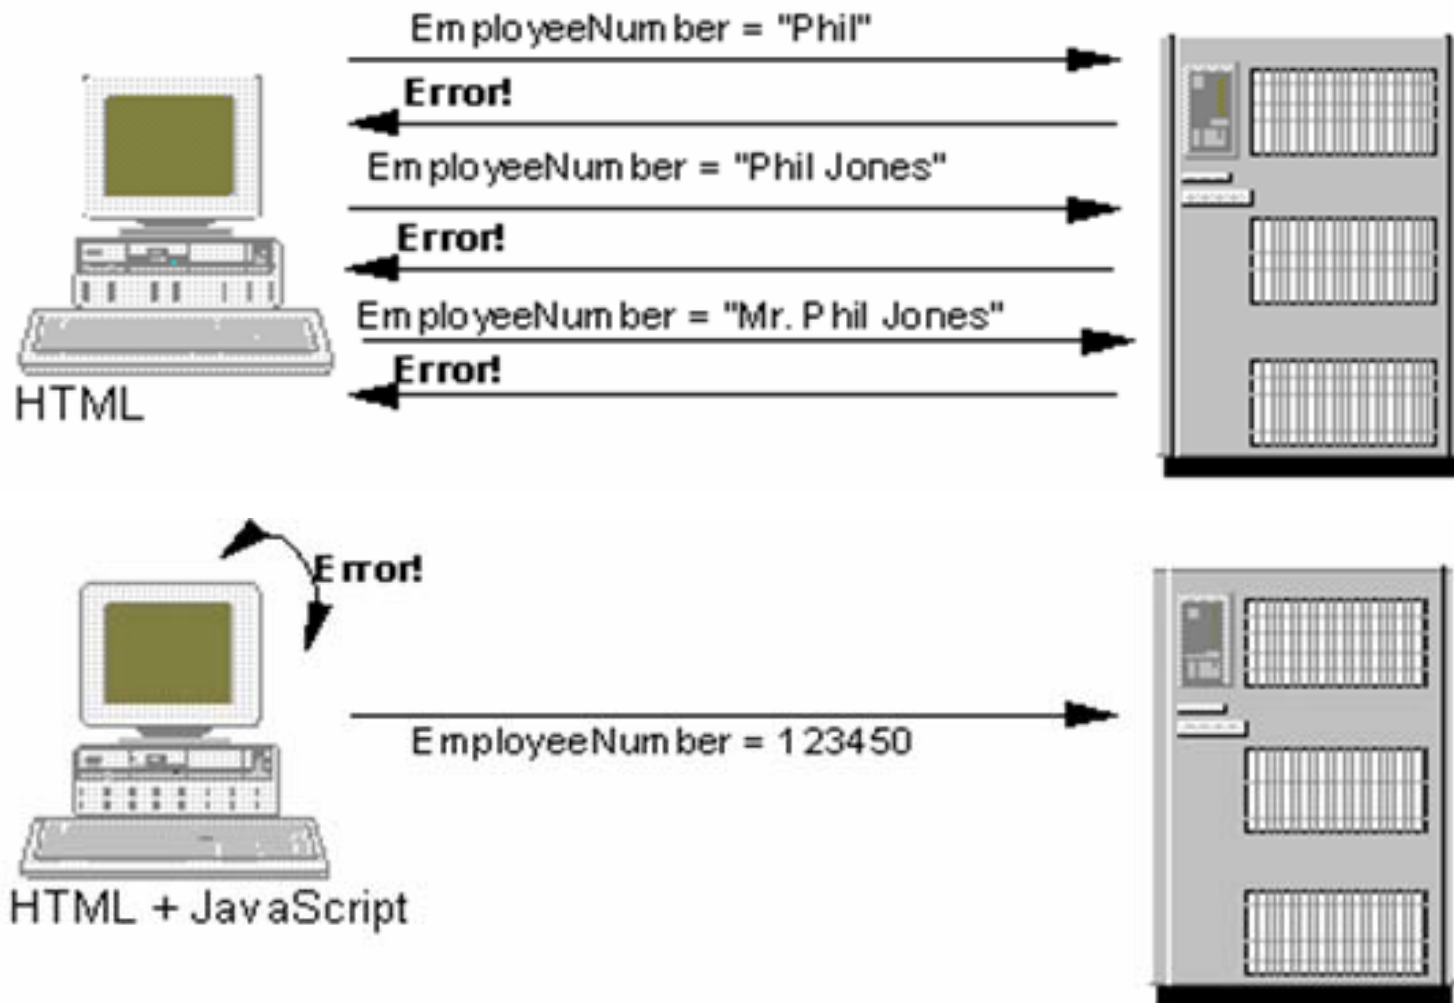 EmployeeNumber = "Phil"
Error!
EmployeeNumber = "Phil Jones"
Error!
EmployeeNumber = "Mr. Phil Jones"
Error!
HTML
Error!
EmployeeNumber = 123450
HTML + JavaScript